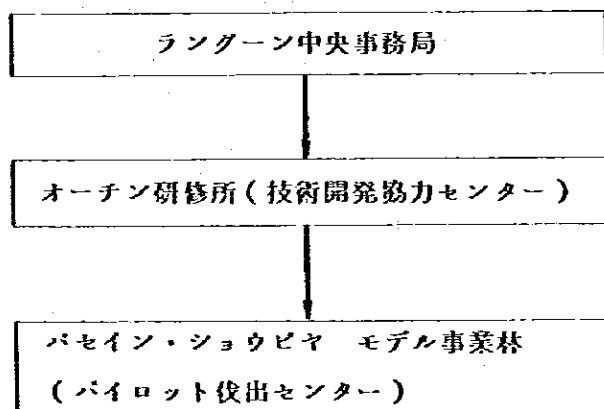 ラングーン中央事務局
オーチン研修所(技術開発協力センター)
バセイン・ショウピヤ モデル事業林
(パイロット伐出センター)